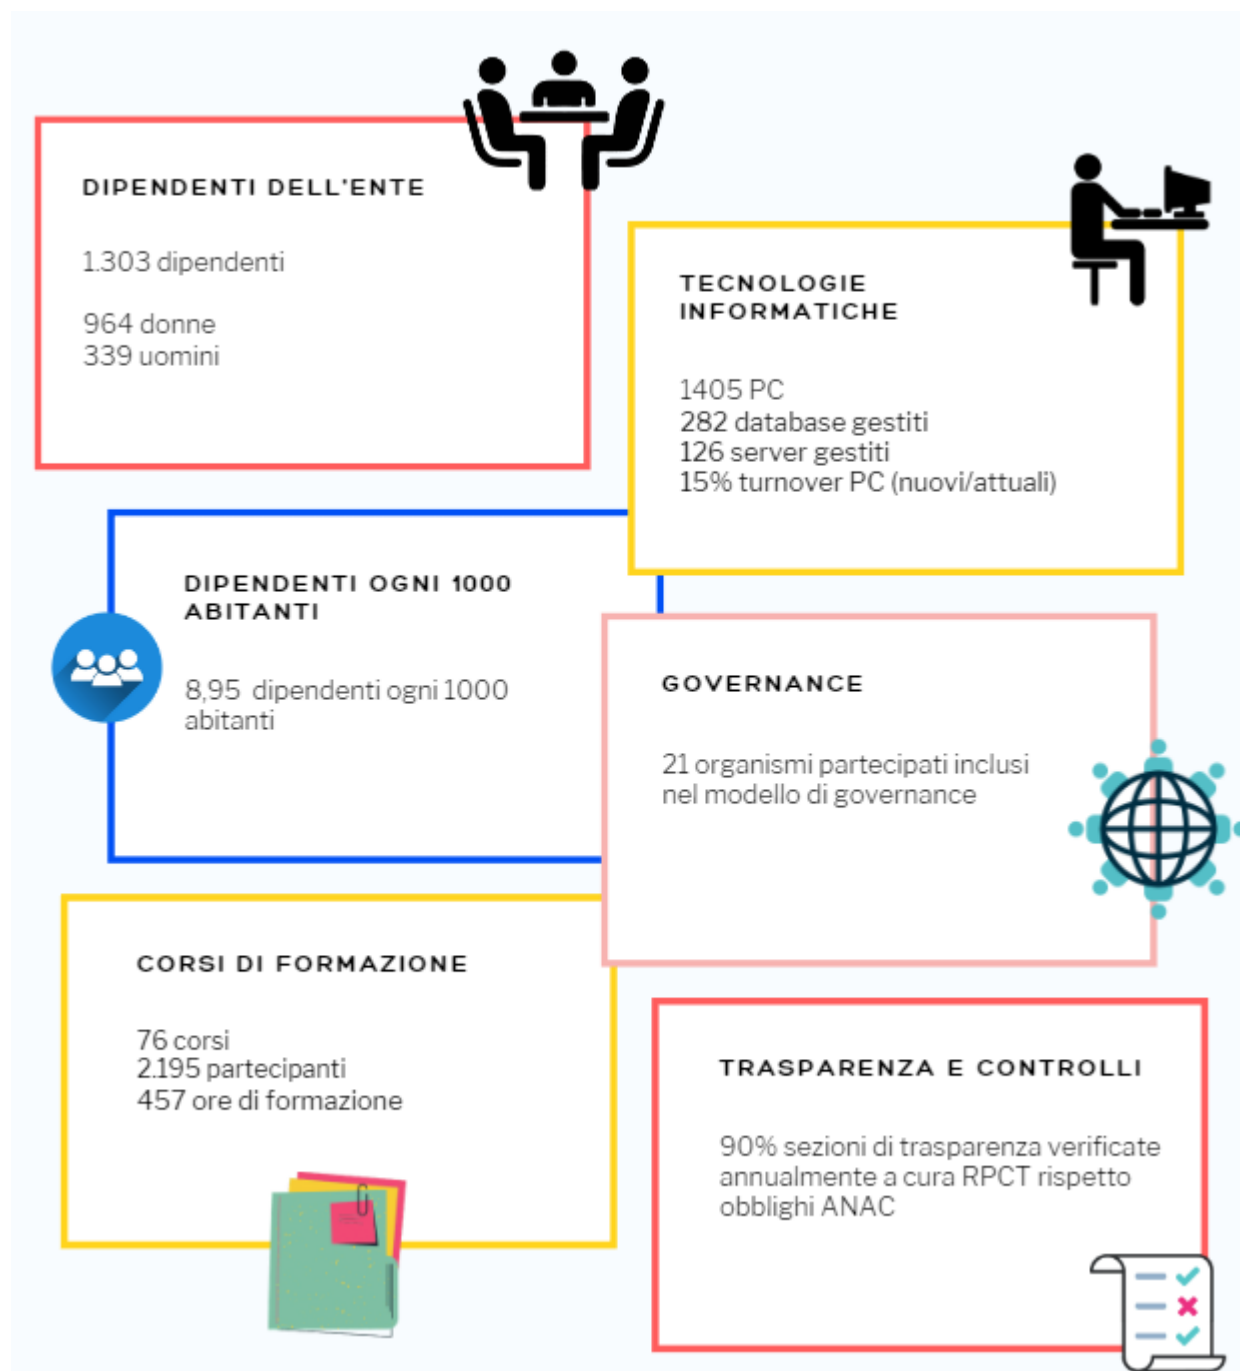 DIPENDENTI DELL'ENTE
1.303 dipendenti
964 donne
339 uomini
TECNOLOGIE
INFORMATICHE
1405 PC
282 database gestiti
126 server gestiti
15% turnover PC (nuovi/attuali)
DIPENDENTI OGNI 1000
ABITANTI
8,95 dipendenti ogni 1000
abitanti
GOVERNANCE
21 organismi partecipati inclusi
nel modello di governance
CORSI DI FORMAZIONE
76 corsi
2.195 partecipanti
457 ore di formazione
TRASPARENZA E CONTROLLI
90% sezioni di trasparenza verificate
annualmente a cura RPCT rispetto
obblighi ANAC